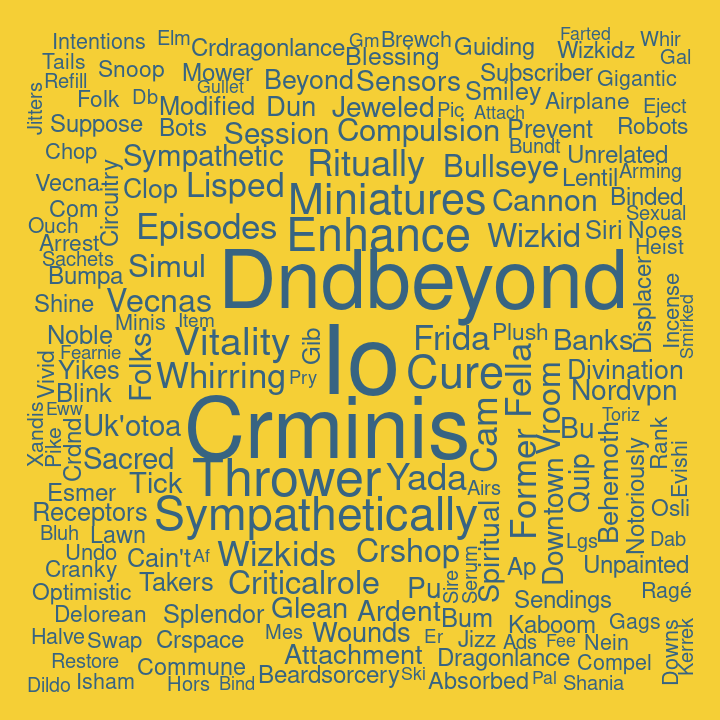 Intentions
Elm
Crdragonlance
Gm
Brewch
Guiding
Farted
Whir
Tails
Snoop
Mower
Blessing
Wizkidz
Gal
Refill
Gullet
Beyond
Sensors
Subscriber
Gigantic
Jitters
Folk
Db
Modified
Dun
Jeweled
Pic
Smiley
Attach
Airplane
Eject
Suppose
Bots
Session
Compulsion
Prevent
Robots
Chop
Sympathetic
Ritually
Bullseye
Bundt
Unrelated
Vecna
Circuitry
Clop
Lisped
Miniatures
Cannon
Lentil
Arming
Binded
Com
Ouch
Episodes
Enhance
Wizkid
Siri
Noes
Sexual
Arrest
Heist
Sachets
Bumpa
Simul
Dndbeyond
Displacer
Incense
Smirked
Shine
Vecnas
Minis
Item
Noble
Vitality
Gib
Io
Frida
Plush
Banks
Fearnie
Yikes
Vivid
Folks
Whirring
Pry
Cure
Fella
Vroom
Divination
Nordvpn
Blink
Eww
Xandis
Pike
Crdnd
Uk'otoa
Crminis
Cam
Former
Bu
Toriz
Behemoth
Rank
Evishi
Sacred
Tick
Thrower
Yada
Airs
Quip
Notoriously
Esmer
Receptors
Sympathetically
Spiritual
Downtown
Osli
Bluh
Lawn
Lgs
Dab
Undo
Cain't
Af
Wizkids
Crshop
Sire
Serum
Ap
Unpainted
Cranky
Optimistic
Takers
Criticalrole
Pu
Sendings
Ragé
Delorean
Splendor
Glean
Ardent
Bum
Kaboom
Gags
Halve
Swap
Crspace
Mes
Wounds
Er
Jizz
Ads
Fee
Nein
Downs
Kerrek
Restore
Commune
Attachment
Dragonlance
Compel
Dildo
Isham
Hors
Bind
Beardsorcery
Ski
Absorbed
Pal
Shania